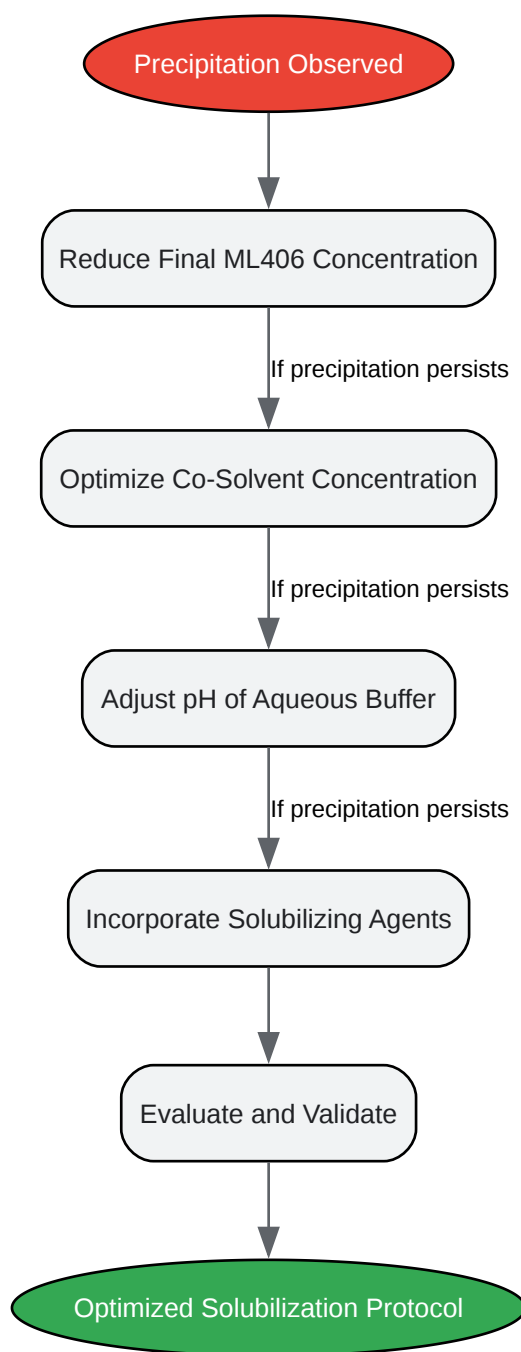 Precipitation Observed
Reduce Final ML406 Concentration
If precipitation persists
Optimize Co-Solvent Concentration
If precipitation persists
Adjust pH of Aqueous Buffer
If precipitation persists
Incorporate Solubilizing Agents
Evaluate and Validate
Optimized Solubilization Protocol